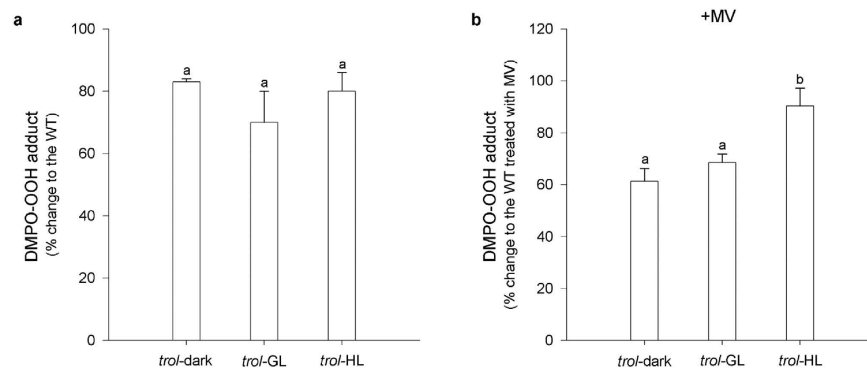 a
DMPO-OOH adduct
(% change to the WT)
100
80
60
40
20
0
a
a
a
trol-dark
trol-GL
trol-HL
b
+MV
DMPO-OOH adduct
(% change to the WT treated with MV)
120
100
80
60
40
20
0
a
a
b
trol-dark
trol-GL
trol-HL